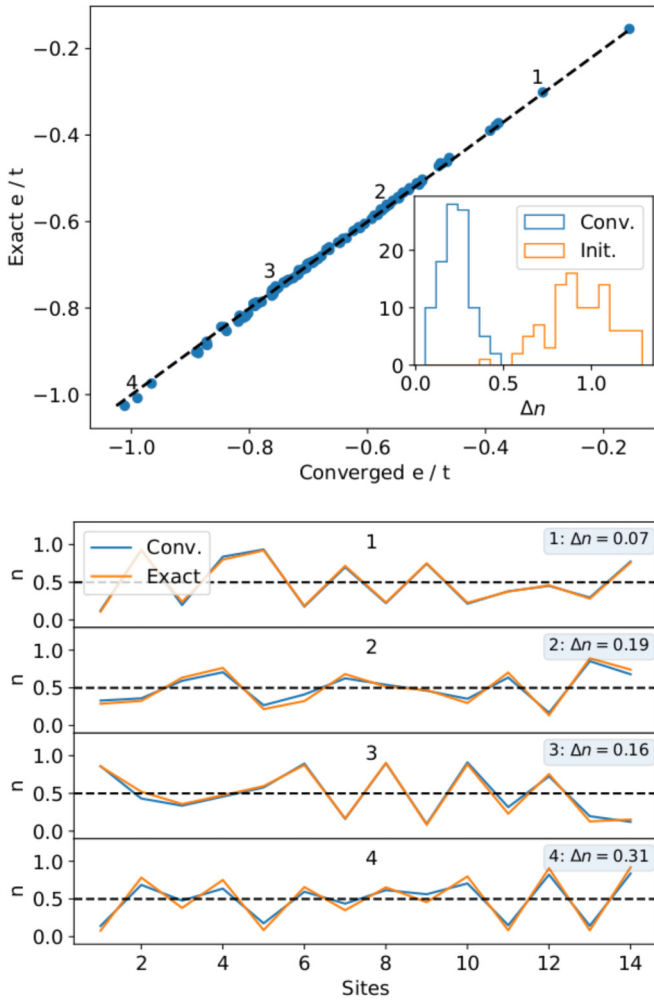 −0.2
−0.4
−0.6
−0.8
−1.0
Exact e / t
1
2
3
4
−1.0 −0.8 −0.6 −0.4 −0.2
Converged e / t
20
10
0
Conv.
Init.
0.0 0.5 1.0
Δn
1.0
0.5
0.0
n
Conv.
Exact
1
1: Δn = 0.07
1.0
0.5
0.0
n
2
2: Δn = 0.19
1.0
0.5
0.0
n
3
3: Δn = 0.16
1.0
0.5
0.0
n
4
4: Δn = 0.31
2 4 6 8 10 12 14
Sites